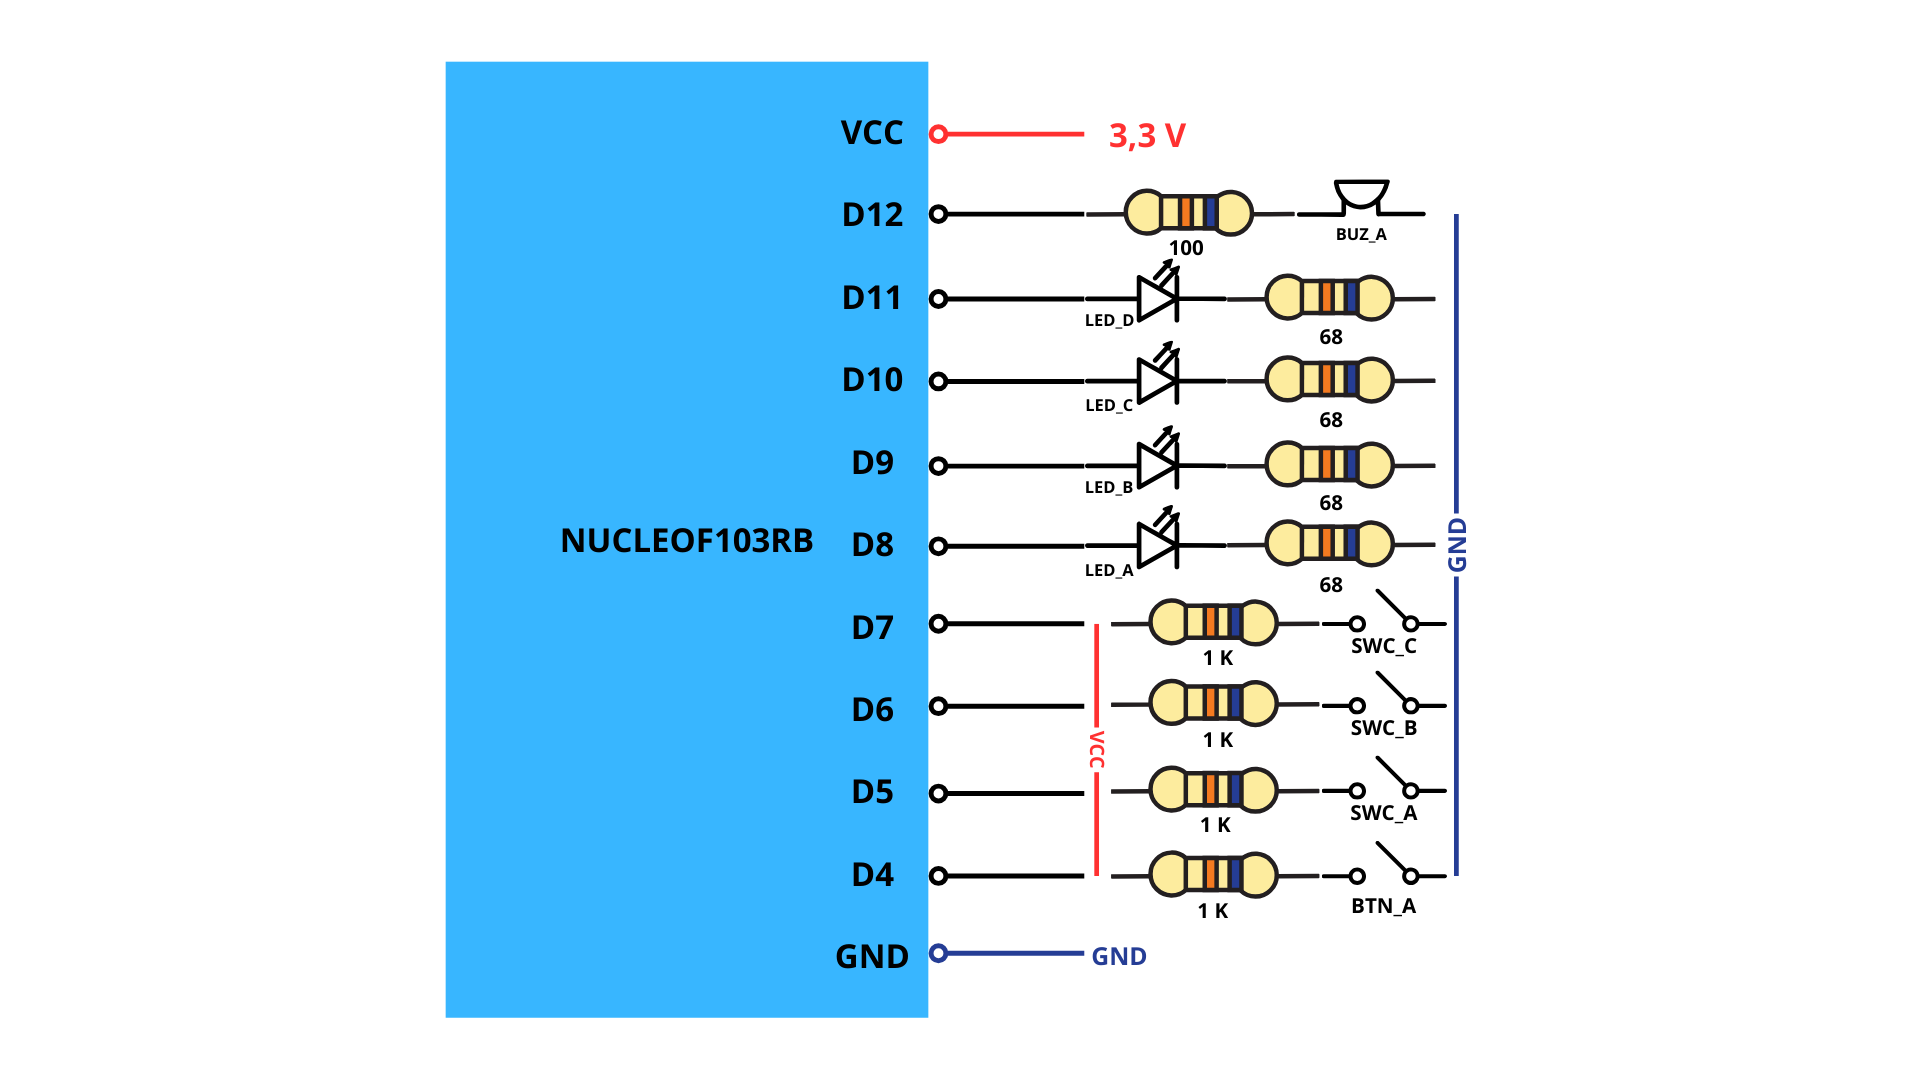 VCC
3,3 V
D12
100
BUZ_A
D11
LED_D
68
D10
LED_C
68
D9
LED_B
68
NUCLEOF103RB
D8
LED_A
68
GND
D7
1 K
SWC_C
D6
1 K
SWC_B
VCC
D5
1 K
SWC_A
D4
1 K
BTN_A
GND
GND